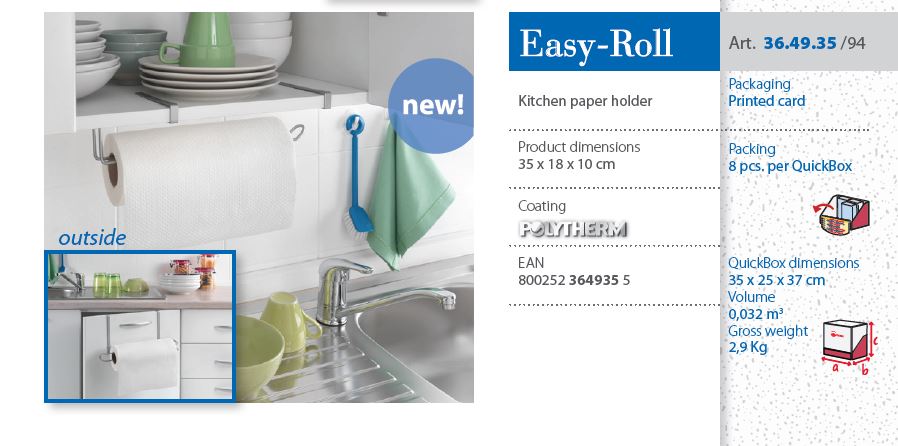 new!
outside
Easy-Roll
Kitchen paper holder
Product dimensions
35 x 18 x 10 cm
Coating
POLYTHERM
EAN
800252 364935 5
Art. 36.49.35 /94
Packaging
Printed card
Packing
8 pcs. per QuickBox
QuickBox dimensions
35 x 25 x 37 cm
Volume
0,032 m³
Gross weight
2,9 Kg
a
b
c